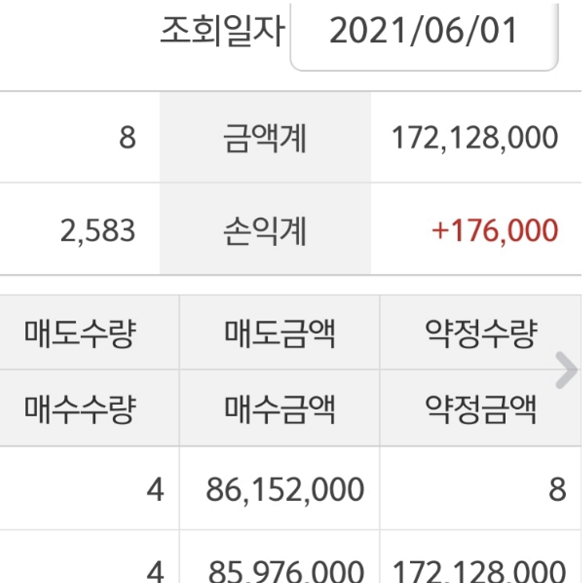 조회일자 2021/06/01
8 금액계 172,128,000
2,583 손익계 +176,000
매도수량 매도금액 약정수량
매수수량 매수금액 약정금액
4 86,152,000 8
4 85,976,000 172,128,000